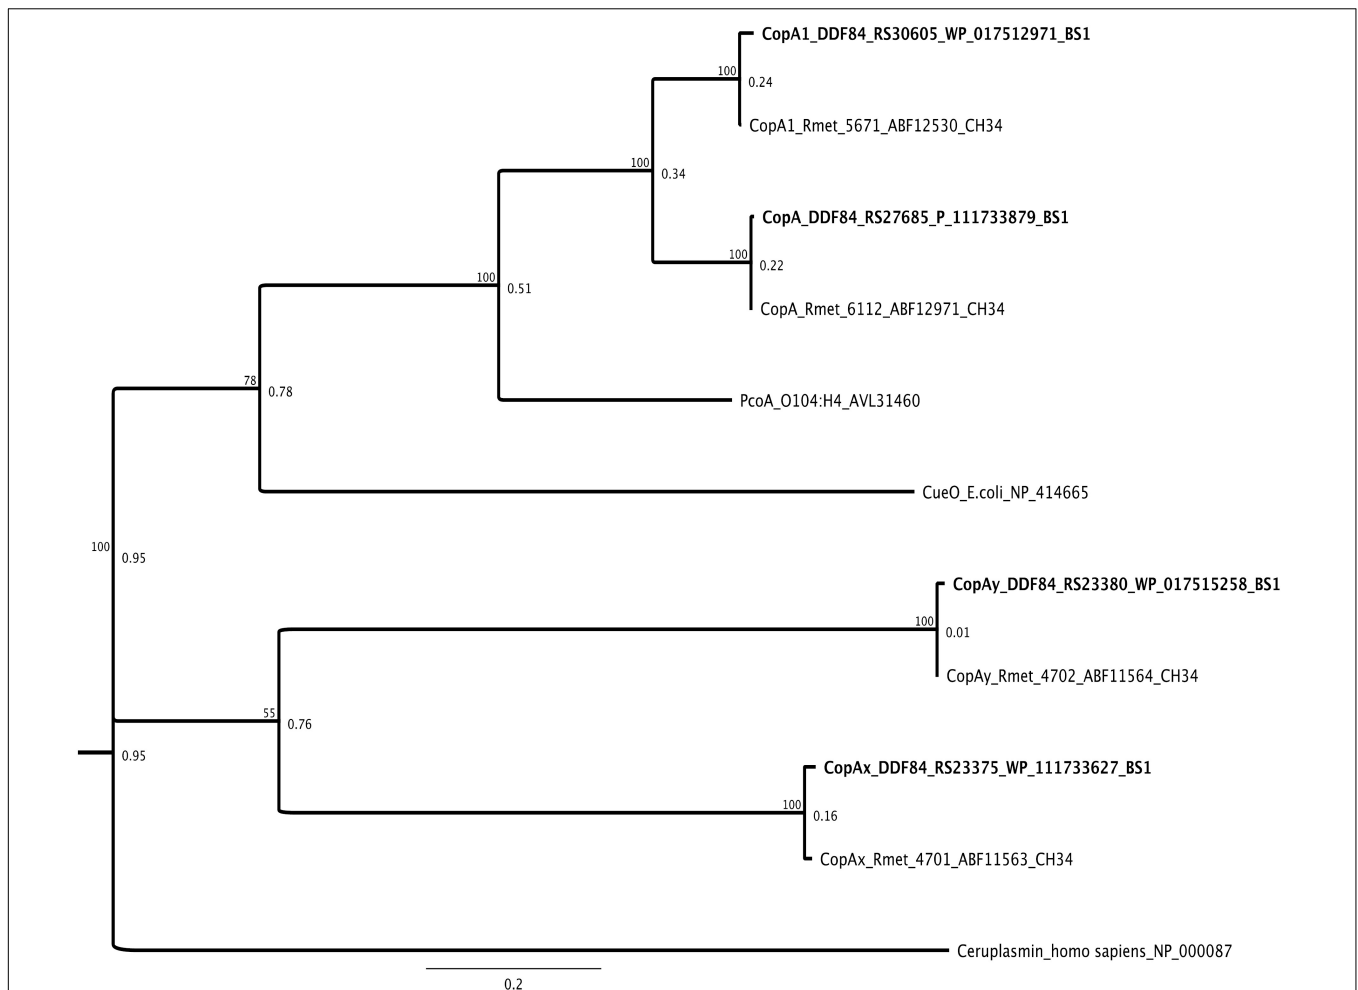 CopA1_DDF84_RS30605_WP_017512971_BS1
100
0.24
CopA1_Rmet_5671_ABF12530_CH34
100
0.34
CopA_DDF84_RS27685_P_111733879_BS1
100
0.22
CopA_Rmet_6112_ABF12971_CH34
100
0.51
78
0.78
PcoA_O104:H4_AVL31460
CueO_E.coli_NP_414665
100
0.95
CopAy_DDF84_RS23380_WP_017515258_BS1
100
0.01
CopAy_Rmet_4702_ABF11564_CH34
55
0.76
0.95
CopAx_DDF84_RS23375_WP_111733627_BS1
100
0.16
CopAx_Rmet_4701_ABF11563_CH34
Ceruplasmin_homo sapiens_NP_000087
0.2